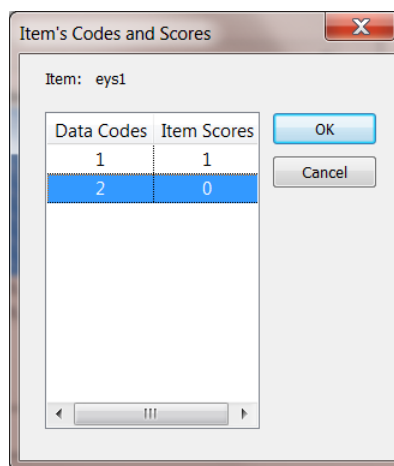 Item's Codes and Scores
Item: eys1
Data Codes Item Scores
1 1
2 0
OK
Cancel